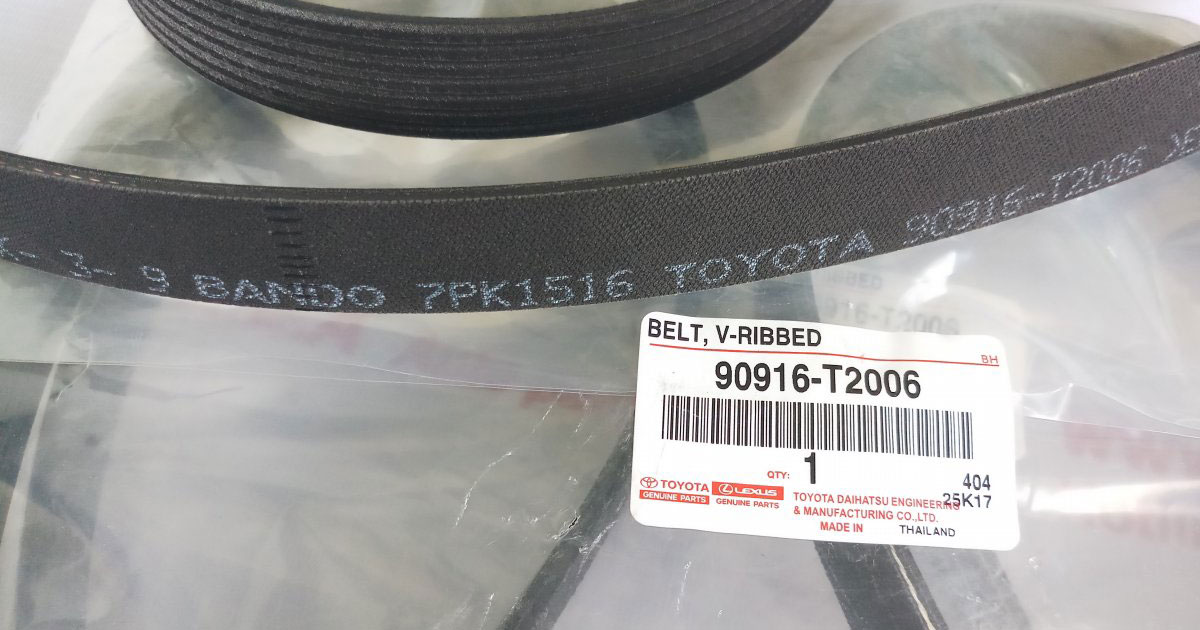 - 3 - 9 BANDO 7PK1516 TOYOTA 90916-T2006
BELT, V-RIBBED
BH
90916-T2006
QTY: 1
404
25K17
TOYOTA
GENUINE PARTS
LEXUS
GENUINE PARTS
TOYOTA DAIHATSU ENGINEERING
& MANUFACTURING CO.,LTD.
MADE IN THAILAND